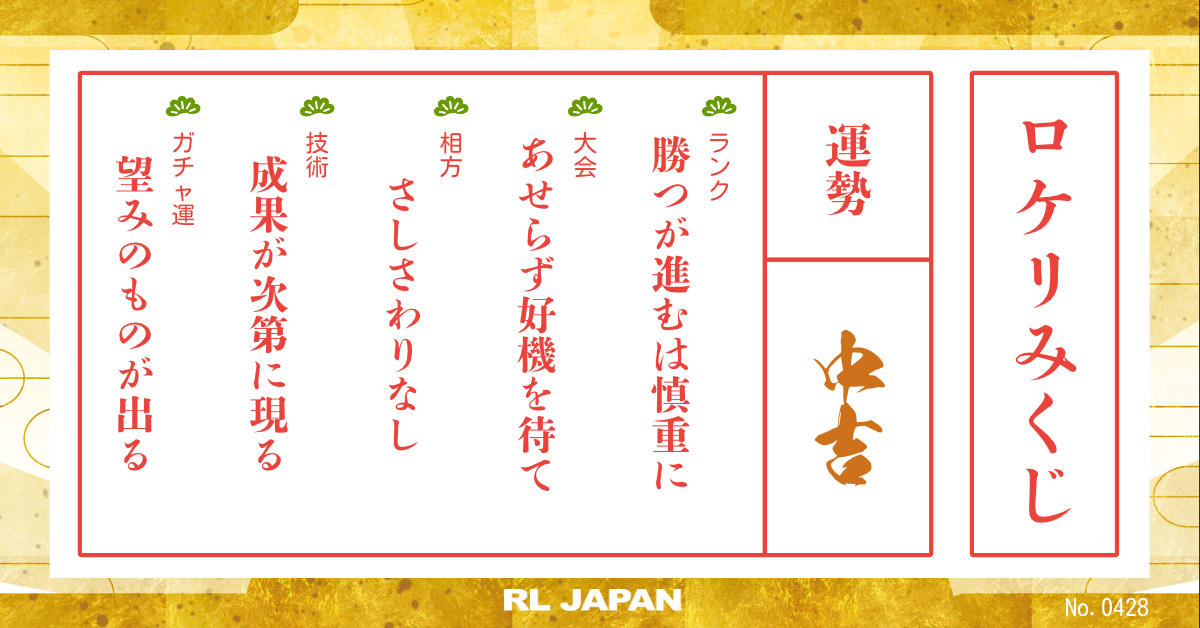 ロケリみくじ
運勢
中吉
ランク
勝つが進むは慎重に
大会
あせらず好機を待て
相方
さしさわりなし
技術
成果が次第に現る
ガチャ運
望みのものが出る
RL JAPAN
No. 0428